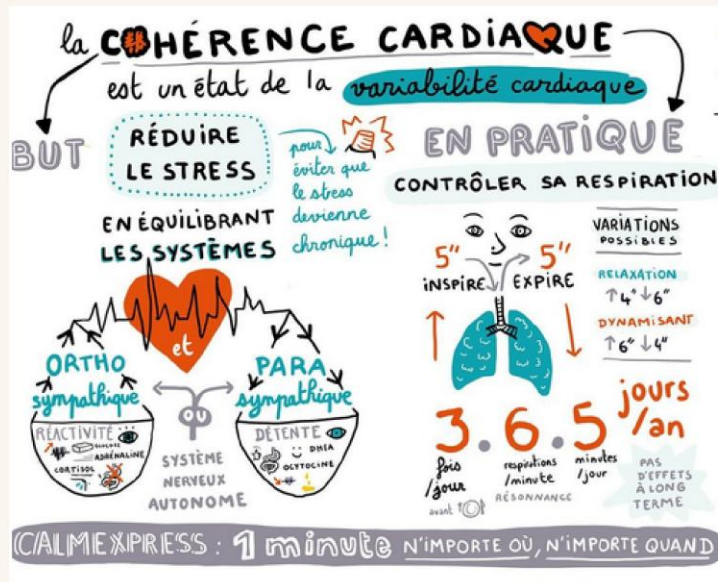 la COHÉRENCE CARDIAQUE
est un état de la variabilité cardiaque
BUT
RÉDUIRE
LE STRESS
pour
éviter que
le stress
devienne
chronique !
EN ÉQUILIBRANT
LES SYSTÈMES
et
ORTHO
sympathique
RÉACTIVITÉ
GLUCOSE
ADRÉNALINE
CORTISOL
PARA
sympathique
DÉTENTE
DHEA
OCYTOCINE
ou
SYSTÈME
NERVEUX
AUTONOME
EN PRATIQUE
CONTRÔLER SA RESPIRATION
5" 5"
INSPIRE EXPIRE
VARIATIONS
POSSIBLES
RELAXATION
↑4" ↓6"
DYNAMISANT
↑6" ↓4"
3.6.5 jours
/an
fois
/jour
avant
respirations
/minute
RÉSONNANCE
minutes
/jour
PAS
D'EFFETS
À LONG
TERME
CALMEXPRESS : 1 minute N'IMPORTE OÙ, N'IMPORTE QUAND